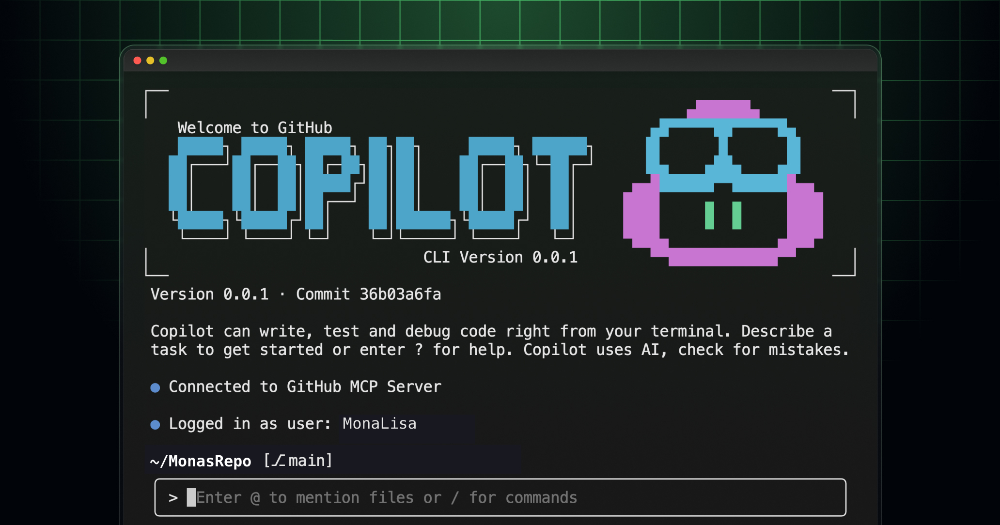 Welcome to GitHub
COPILOT
CLI Version 0.0.1
Version 0.0.1 · Commit 36b03a6fa
Copilot can write, test and debug code right from your terminal. Describe a
task to get started or enter ? for help. Copilot uses AI, check for mistakes.
● Connected to GitHub MCP Server
● Logged in as user: MonaLisa
~/MonasRepo [⎇main]
> Enter @ to mention files or / for commands